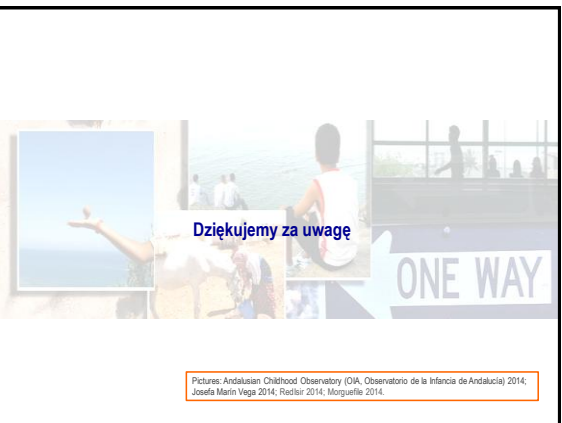 Dziękujemy za uwagę
ONE WAY
Pictures: Andalusian Childhood Observatory (OIA, Observatorio de la Infancia de Andalucía) 2014;
Josefa Marín Vega 2014; RedIsir 2014; Morguefile 2014.